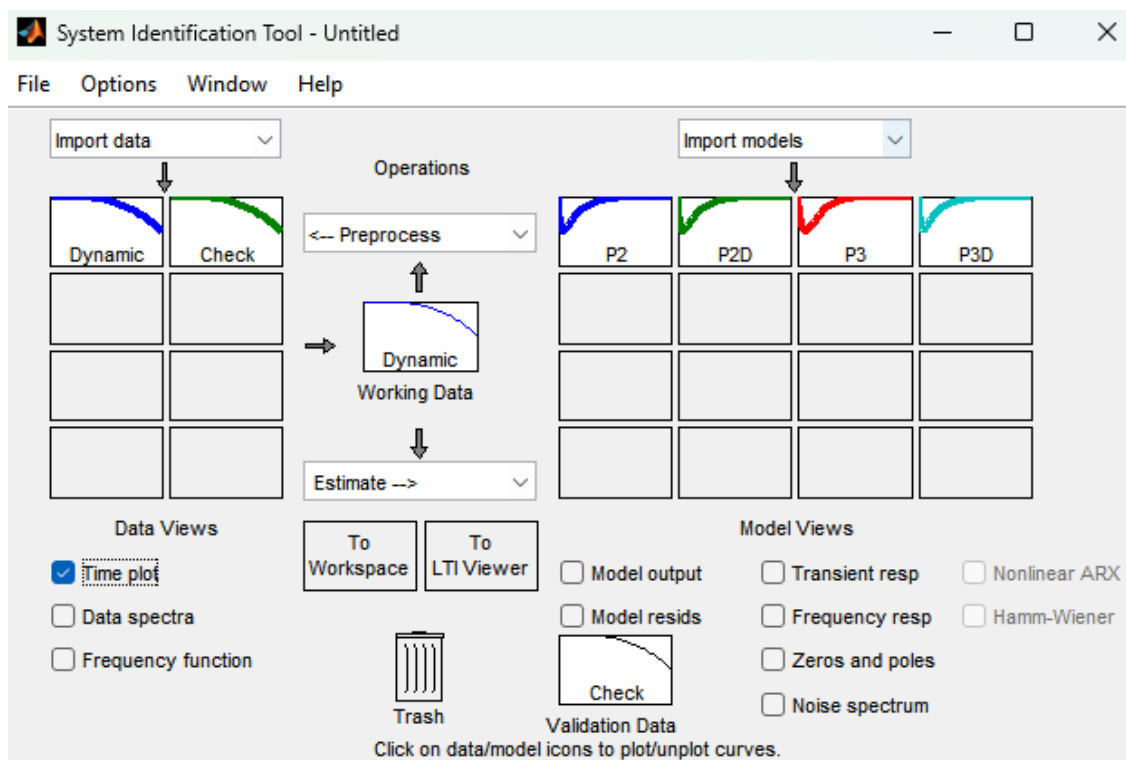 System Identification Tool - Untitled
File Options Window Help
Import data
Import models
Operations
Dynamic
Check
<-- Preprocess
P2
P2D
P3
P3D
Dynamic
Working Data
Estimate -->
Data Views
Model Views
To
Workspace
To
LTI Viewer
Time plot
Data spectra
Frequency function
Model output
Model resids
Transient resp
Frequency resp
Zeros and poles
Noise spectrum
Nonlinear ARX
Hamm-Wiener
Trash
Check
Validation Data
Click on data/model icons to plot/unplot curves.